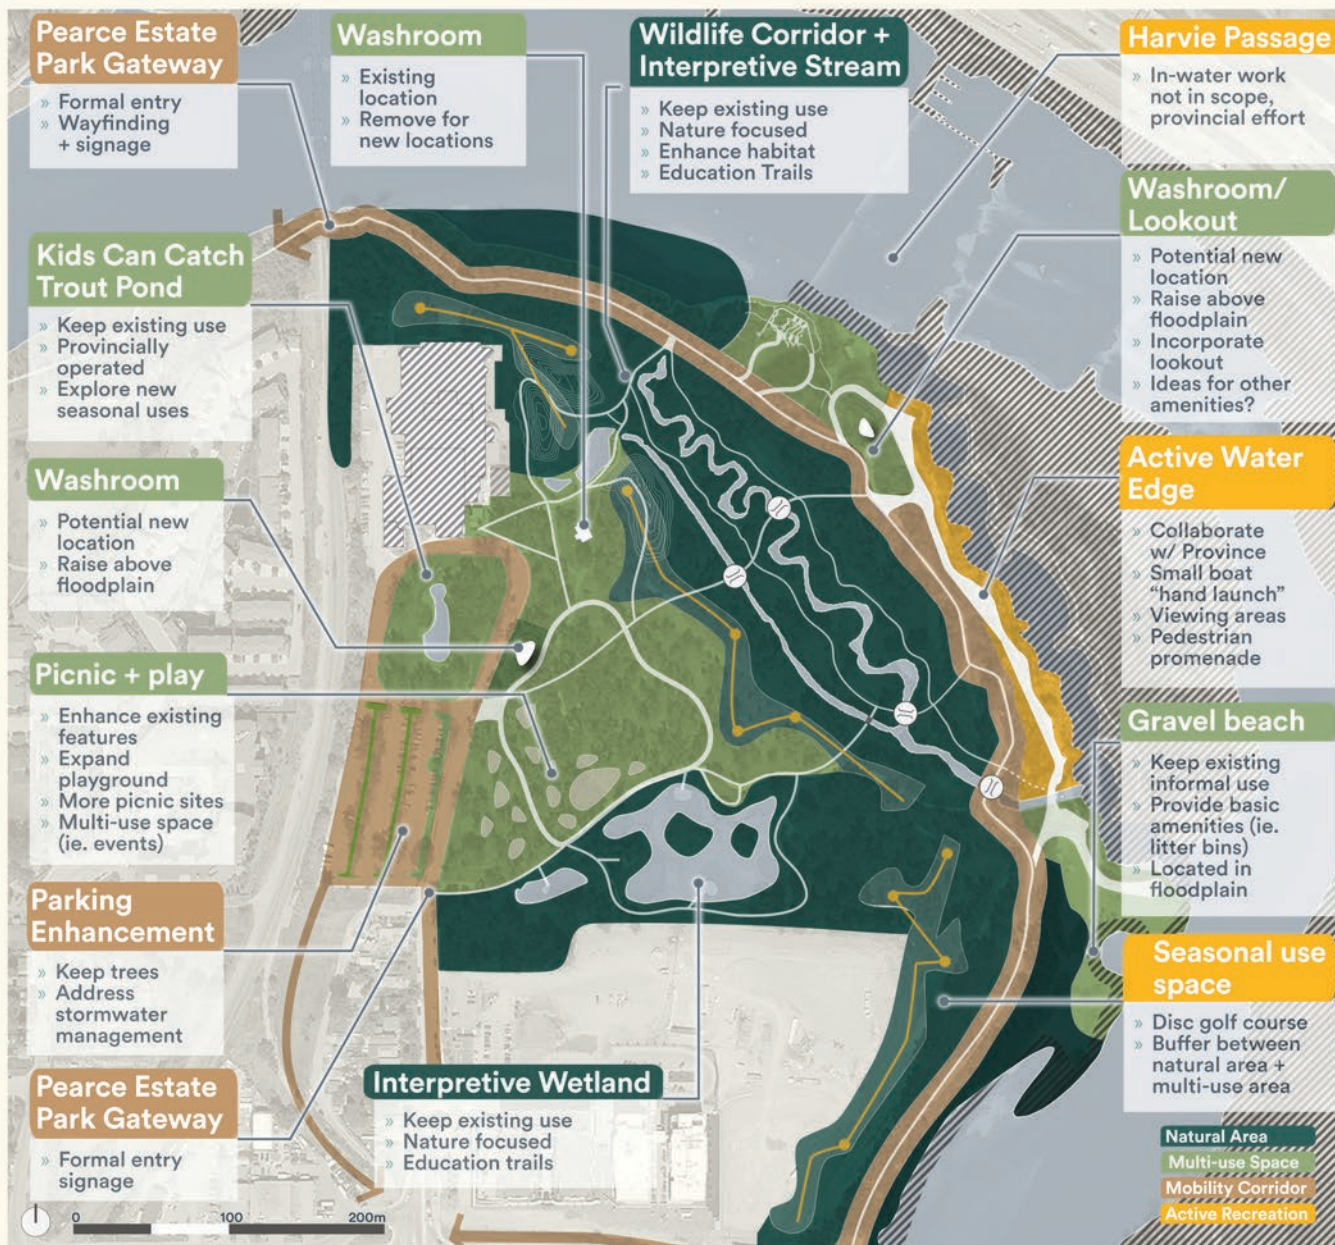 Pearce Estate
Park Gateway
» Formal entry
» Wayfinding
+ signage
Washroom
» Existing
location
» Remove for
new locations
Wildlife Corridor +
Interpretive Stream
» Keep existing use
» Nature focused
» Enhance habitat
» Education Trails
Harvie Passage
» In-water work
not in scope,
provincial effort
Kids Can Catch
Trout Pond
» Keep existing use
» Provincially
operated
» Explore new
seasonal uses
Washroom/
Lookout
» Potential new
location
» Raise above
floodplain
» Incorporate
lookout
» Ideas for other
amenities?
Washroom
» Potential new
location
» Raise above
floodplain
Active Water
Edge
» Collaborate
w/ Province
» Small boat
“hand launch”
» Viewing areas
» Pedestrian
promenade
Picnic + play
» Enhance existing
features
» Expand
playground
» More picnic sites
» Multi-use space
(ie. events)
Gravel beach
» Keep existing
informal use
» Provide basic
amenities (ie.
litter bins)
» Located in
floodplain
Parking
Enhancement
» Keep trees
» Address
stormwater
management
Seasonal use
space
» Disc golf course
» Buffer between
natural area +
multi-use area
Pearce Estate
Park Gateway
» Formal entry
signage
Interpretive Wetland
» Keep existing use
» Nature focused
» Education trails
Natural Area
Multi-use Space
Mobility Corridor
Active Recreation
0 100 200m